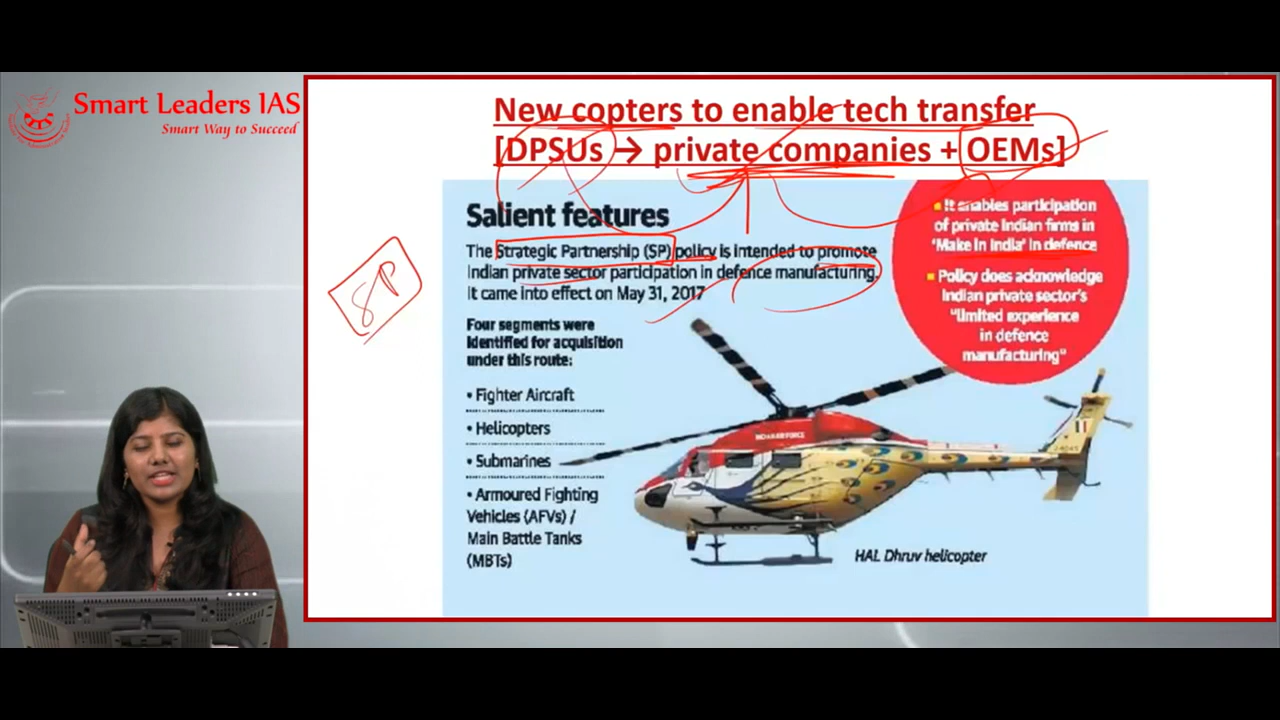 Smart Leaders IAS
Smart Way to Succeed
New copters to enable tech transfer
[DPSUs → private companies + OEMs]
Salient features
The Strategic Partnership (SP) policy is intended to promote
Indian private sector participation in defence manufacturing.
It came into effect on May 31, 2017
Four segments were
identified for acquisition
under this route:
• Fighter Aircraft
• Helicopters
• Submarines
• Armoured Fighting
Vehicles (AFVs) /
Main Battle Tanks
(MBTs)
It enables participation
of private Indian firms in
'Make in India' in defence
Policy does acknowledge
Indian private sector's
"limited experience
in defence
manufacturing"
SP
INDIAN AIR FORCE
HAL Dhruv helicopter